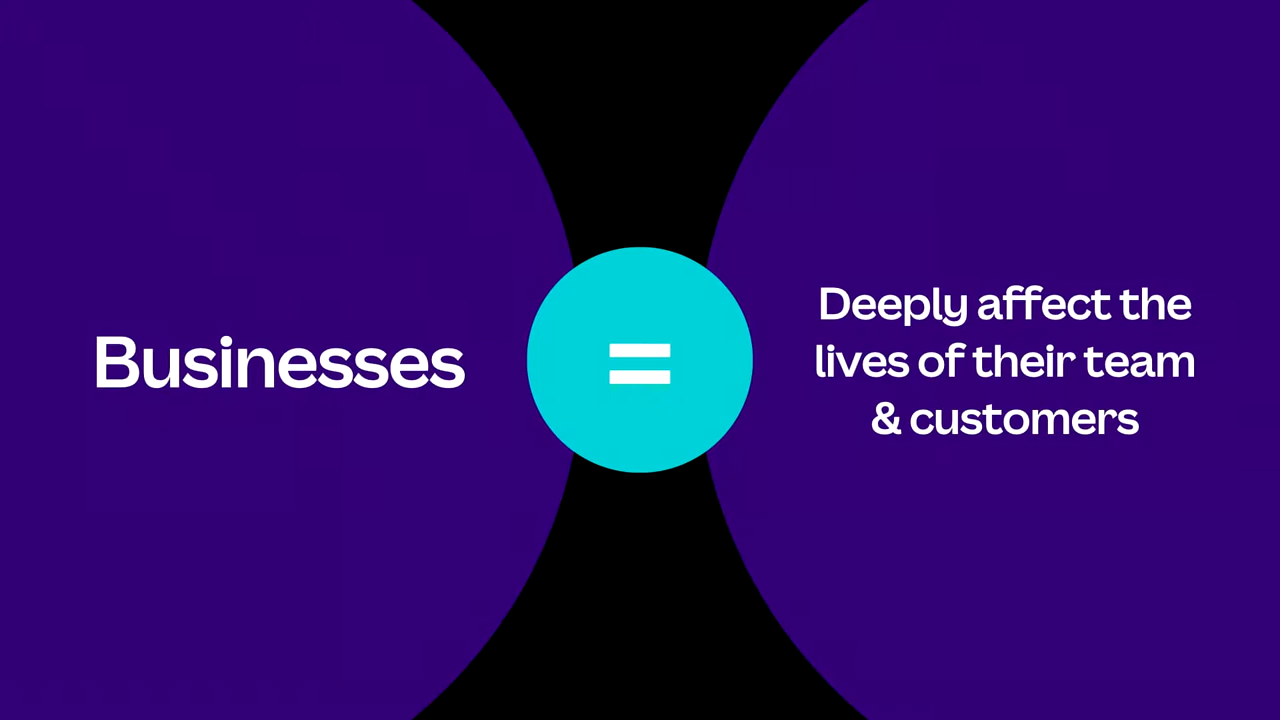 Businesses
=
Deeply affect the
lives of their team
& customers